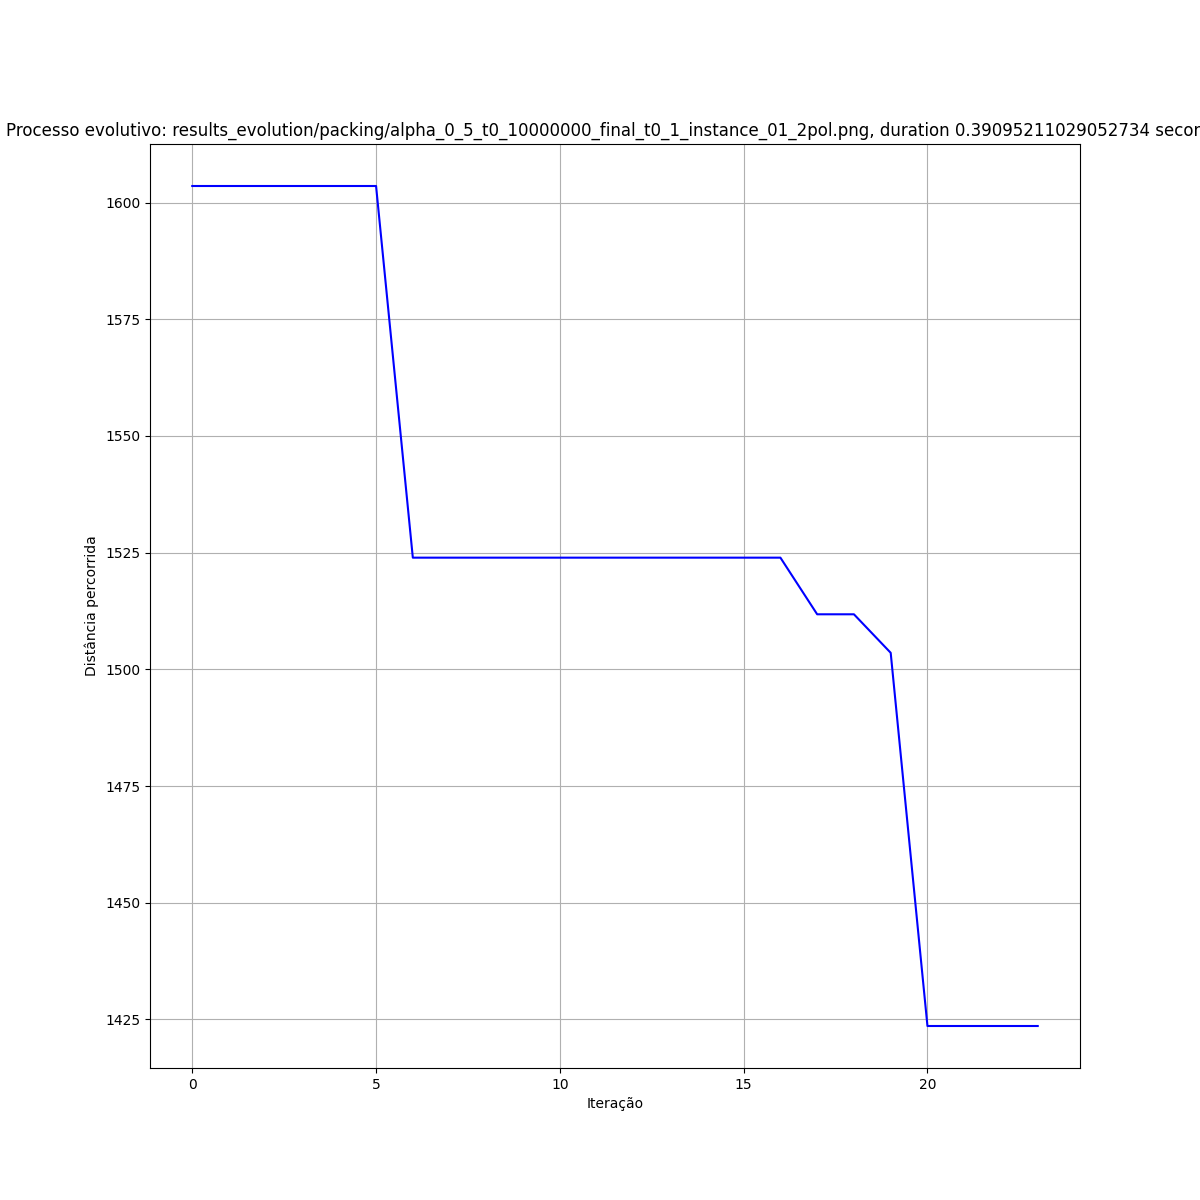 Processo evolutivo: results_evolution/packing/alpha_0_5_t0_10000000_final_t0_1_instance_01_2pol.png, duration 0.39095211029052734 secor
1600
1575
1550
1525
1500
1475
1450
1425
Distância percorrida
0 5 10 15 20
Iteração